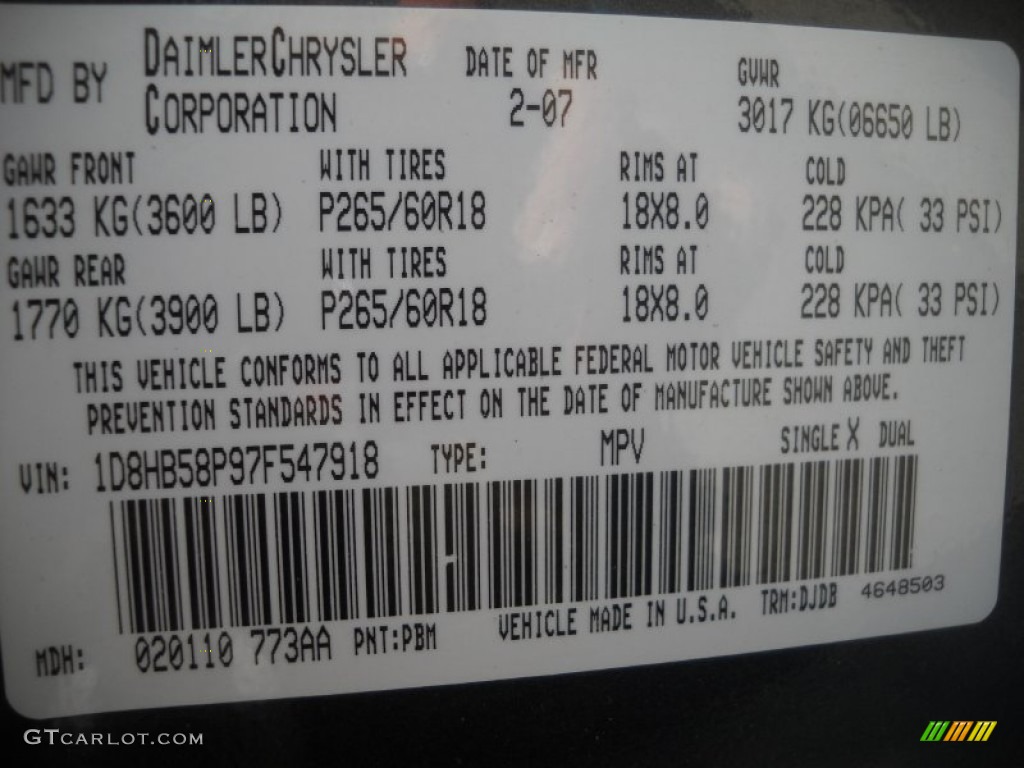 MFD BY DAIMLERCHRYSLER CORPORATION DATE OF MFR 2-07 GVWR 3017 KG(06650 LB)
GAWR FRONT WITH TIRES RIMS AT COLD
1633 KG(3600 LB) P265/60R18 18X8.0 228 KPA( 33 PSI)
GAWR REAR WITH TIRES RIMS AT COLD
1770 KG(3900 LB) P265/60R18 18X8.0 228 KPA( 33 PSI)
THIS VEHICLE CONFORMS TO ALL APPLICABLE FEDERAL MOTOR VEHICLE SAFETY AND THEFT
PREVENTION STANDARDS IN EFFECT ON THE DATE OF MANUFACTURE SHOWN ABOVE.
VIN: 1D8HB58P97F547918 TYPE: MPV SINGLE X DUAL
MDH: 020110 773AA PNT:PBM VEHICLE MADE IN U.S.A. TRM:DJDB 4648503
GTCARLOT.COM